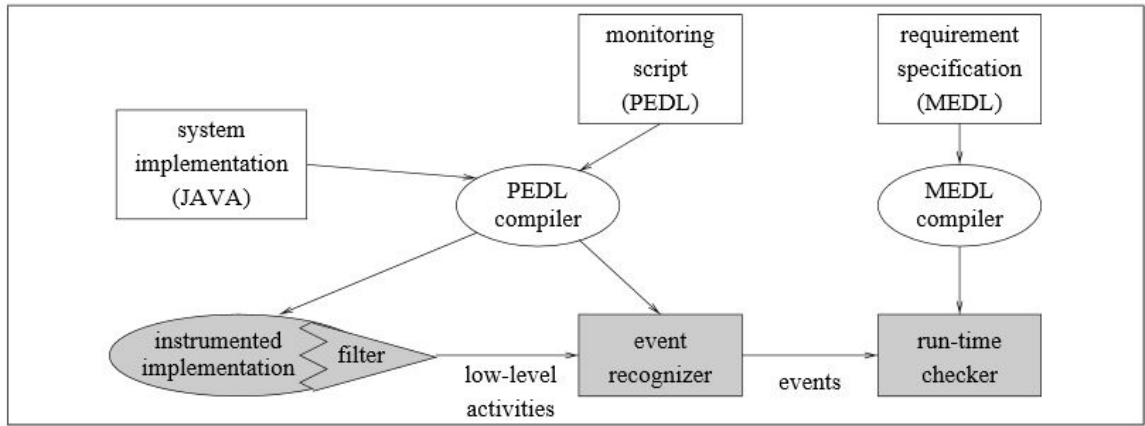 monitoring
script
(PEDL)
requirement
specification
(MEDL)
system
implementation
(JAVA)
PEDL
compiler
MEDL
compiler
instrumented
implementation
filter
low-level
activities
event
recognizer
events
run-time
checker